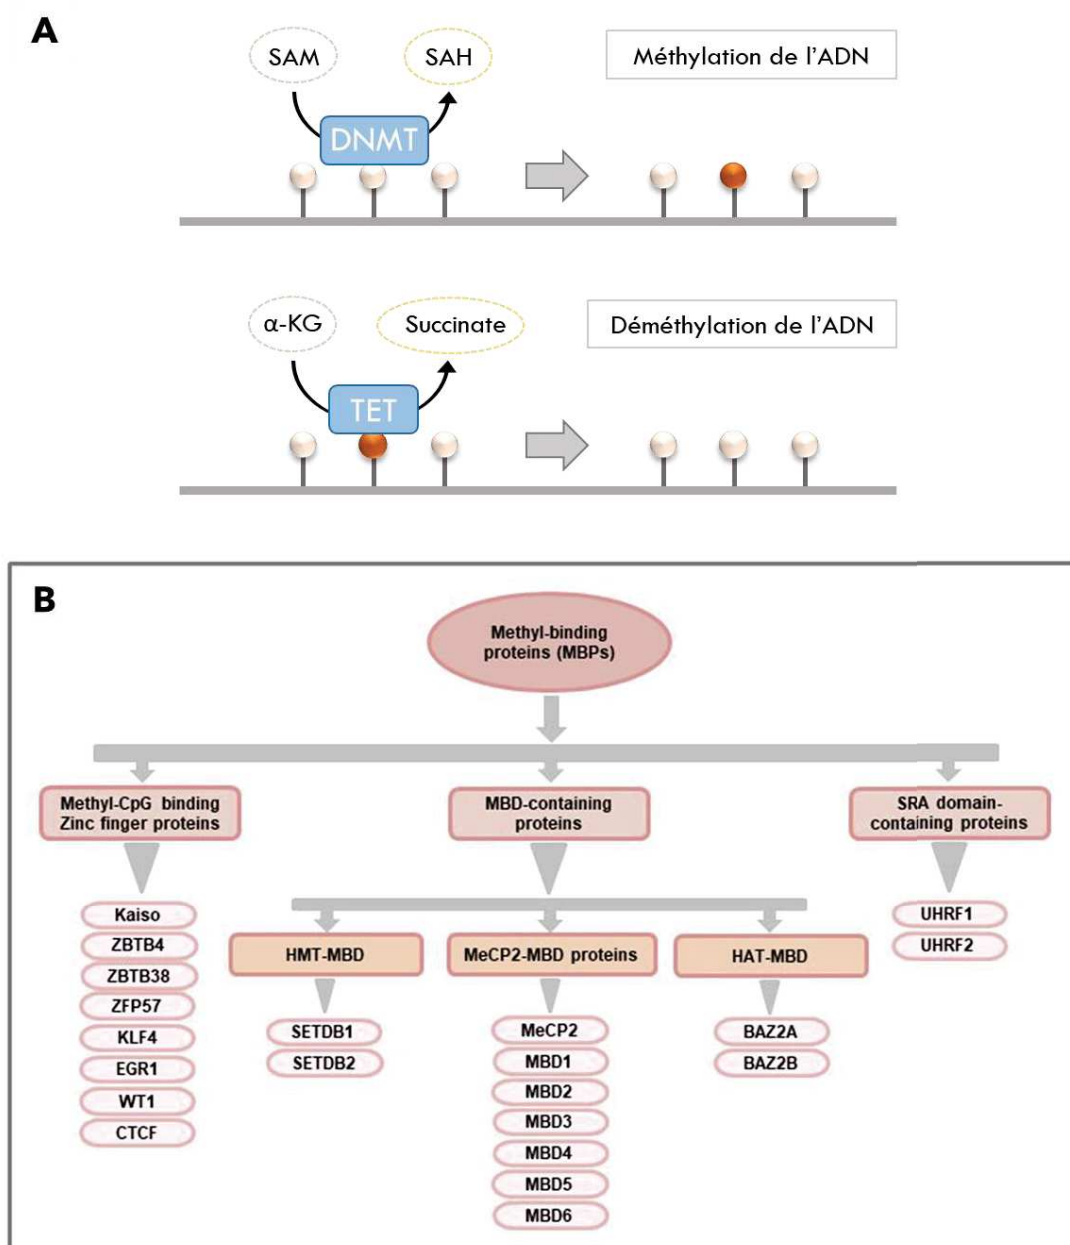 A
SAM
SAH
Méthylation de l'ADN
DNMT
α-KG
Succinate
Déméthylation de l'ADN
TET
B
Methyl-binding
proteins (MBPs)
Methyl-CpG binding
Zinc finger proteins
MBD-containing
proteins
SRA domain-
containing proteins
Kaiso
ZBTB4
ZBTB38
ZFP57
KLF4
EGR1
WT1
CTCF
HMT-MBD
SETDB1
SETDB2
MeCP2-MBD proteins
MeCP2
MBD1
MBD2
MBD3
MBD4
MBD5
MBD6
HAT-MBD
BAZ2A
BAZ2B
UHRF1
UHRF2